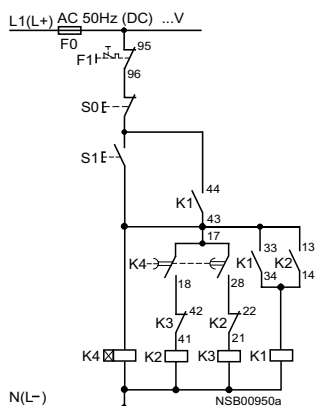 L1(L+) AC 50Hz (DC) ...V
F0
95
F1
96
S0
S1
44
K1
43
17
33
13
K4
K1
K2
34
14
18
28
42
22
K3
K2
41
21
K4
K2
K3
K1
N(L–)
NSB00950a